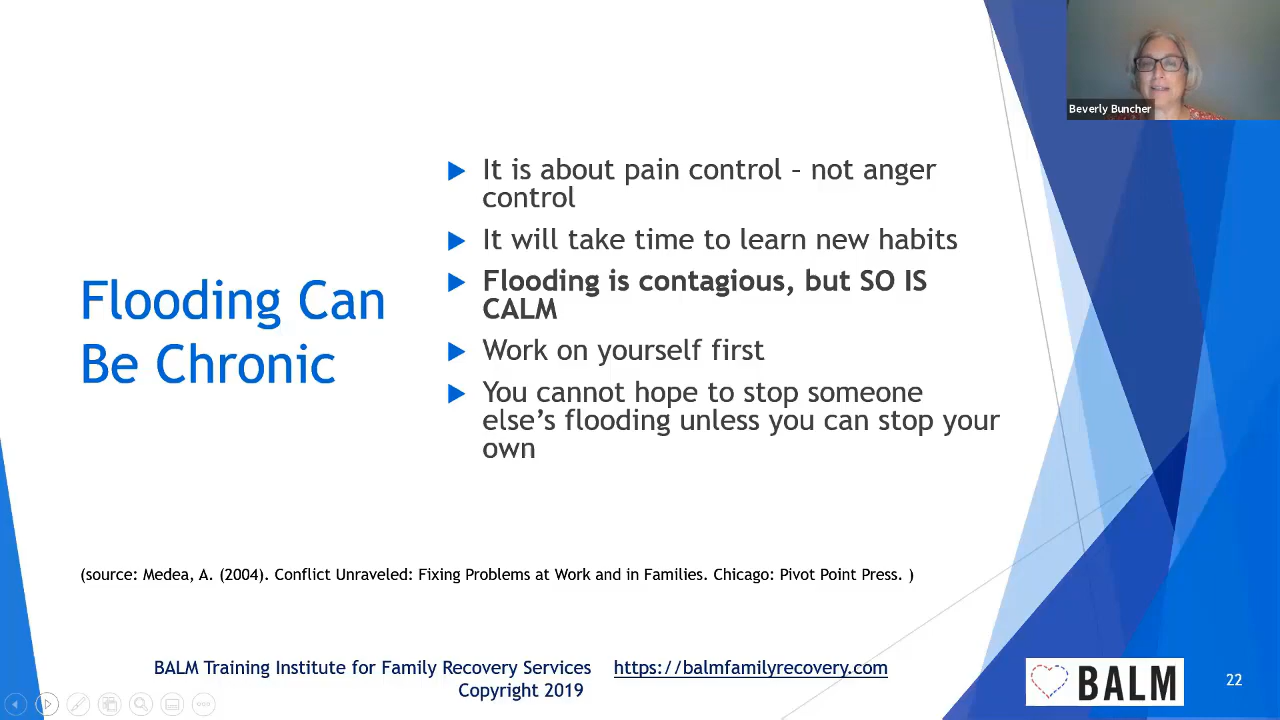 Beverly Buncher
Flooding Can
Be Chronic
It is about pain control – not anger
control
It will take time to learn new habits
Flooding is contagious, but SO IS
CALM
Work on yourself first
You cannot hope to stop someone
else’s flooding unless you can stop your
own
(source: Medea, A. (2004). Conflict Unraveled: Fixing Problems at Work and in Families. Chicago: Pivot Point Press. )
BALM Training Institute for Family Recovery Services https://balmfamilyrecovery.com
Copyright 2019
BALM
22